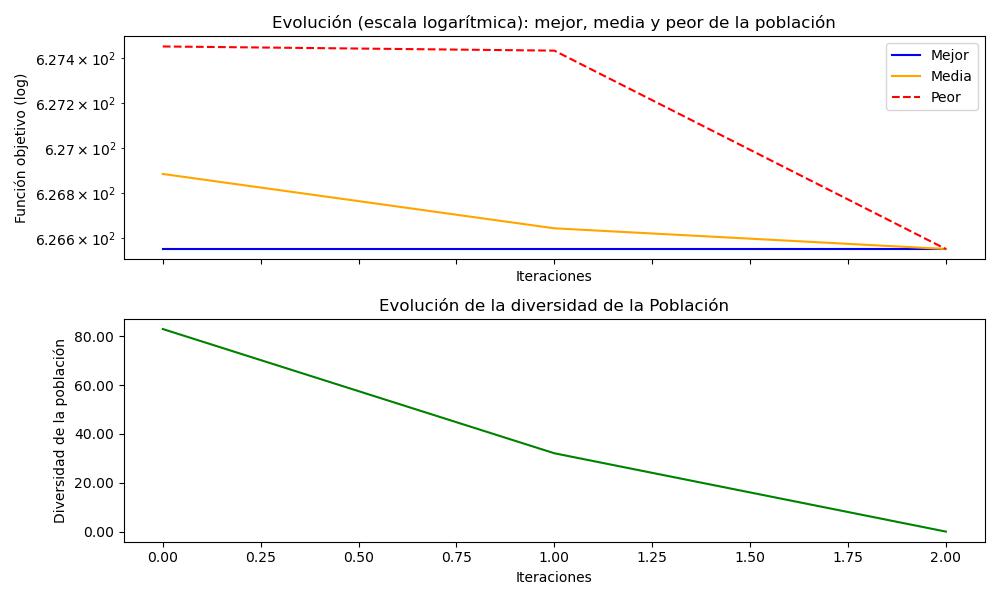 Evolución (escala logarítmica): mejor, media y peor de la población
Función objetivo (log)
6.274 × 10²
6.272 × 10²
6.27 × 10²
6.268 × 10²
6.266 × 10²
Mejor
Media
Peor
Iteraciones
Evolución de la diversidad de la Población
Diversidad de la población
80.00
60.00
40.00
20.00
0.00
0.00 0.25 0.50 0.75 1.00 1.25 1.50 1.75 2.00
Iteraciones